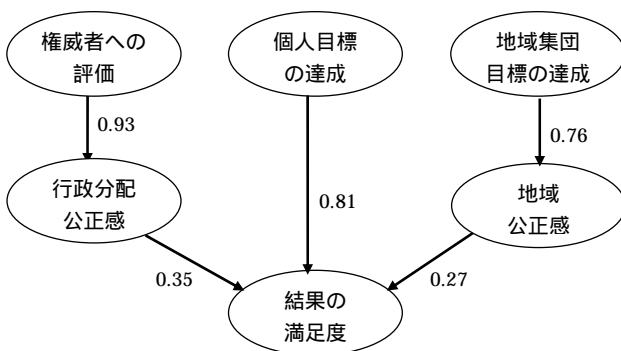 権威者への
評価
個人目標
の達成
地域集団
目標の達成
0.93
0.76
行政分配
公正感
0.81
地域
公正感
0.35
0.27
結果の
満足度